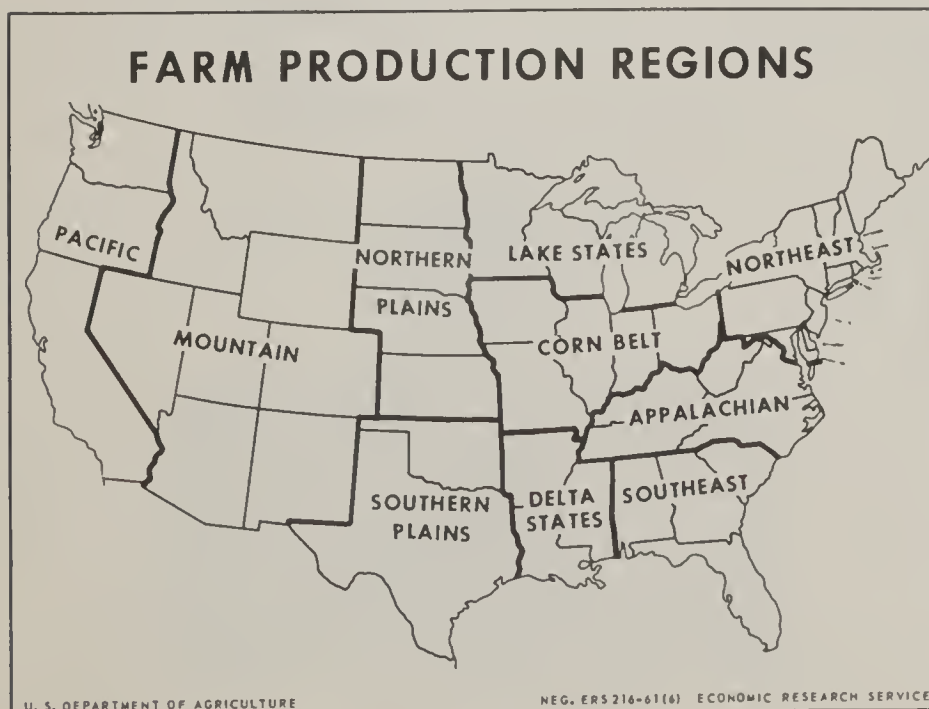 FARM PRODUCTION REGIONS
PACIFIC
NORTHERN
PLAINS
LAKE STATES
NORTHEAST
MOUNTAIN
CORN BELT
APPALACHIAN
SOUTHERN
PLAINS
DELTA
STATES
SOUTHEAST
U. S. DEPARTMENT OF AGRICULTURE
NEG. ERS 216-61(6) ECONOMIC RESEARCH SERVICE